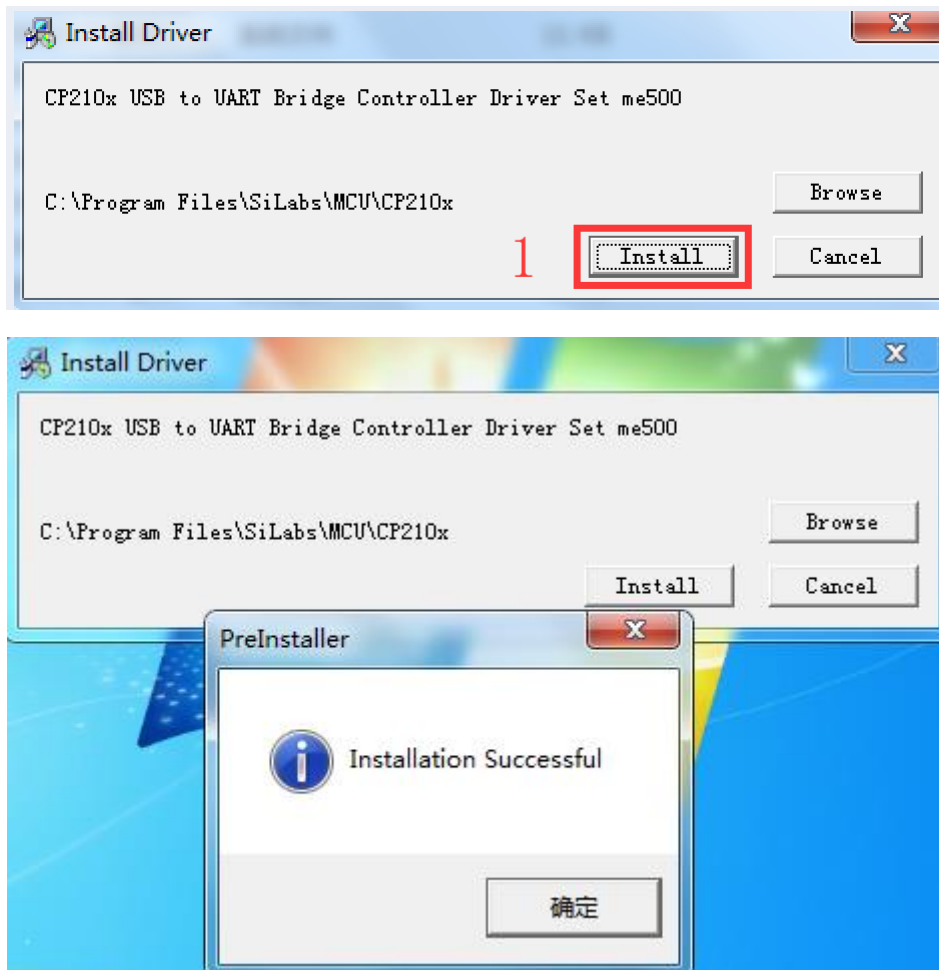 Install Driver
X
CP210x USB to UART Bridge Controller Driver Set me500
C:\Program Files\SiLabs\MCU\CP210x
Browse
1
Install
Cancel
Install Driver
X
CP210x USB to UART Bridge Controller Driver Set me500
C:\Program Files\SiLabs\MCU\CP210x
Browse
Install
Cancel
PreInstaller
X
Installation Successful
确定